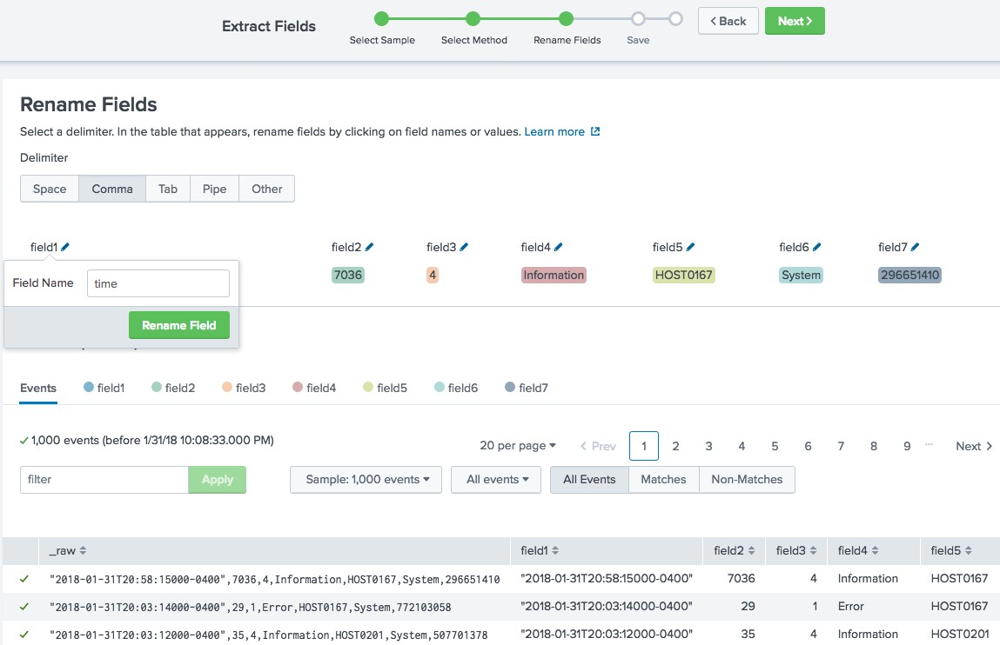 Extract Fields
Select Sample Select Method Rename Fields Save
Back Next
Rename Fields
Select a delimiter. In the table that appears, rename fields by clicking on field names or values. Learn more
Delimiter
Space Comma Tab Pipe Other
field1 field2 field3 field4 field5 field6 field7
7036 4 Information HOST0167 System 296651410
Field Name time
Rename Field
Events field1 field2 field3 field4 field5 field6 field7
1,000 events (before 1/31/18 10:08:33.000 PM)
20 per page Prev 1 2 3 4 5 6 7 8 9 ... Next
filter Apply Sample: 1,000 events All events All Events Matches Non-Matches
_raw field1 field2 field3 field4 field5
"2018-01-31T20:58:15000-0400",7036,4,Information,HOST0167,System,296651410 "2018-01-31T20:58:15000-0400" 7036 4 Information HOST0167
"2018-01-31T20:03:14000-0400",29,1,Error,HOST0167,System,772103058 "2018-01-31T20:03:14000-0400" 29 1 Error HOST0167
"2018-01-31T20:03:12000-0400",35,4,Information,HOST0201,System,507701378 "2018-01-31T20:03:12000-0400" 35 4 Information HOST0201